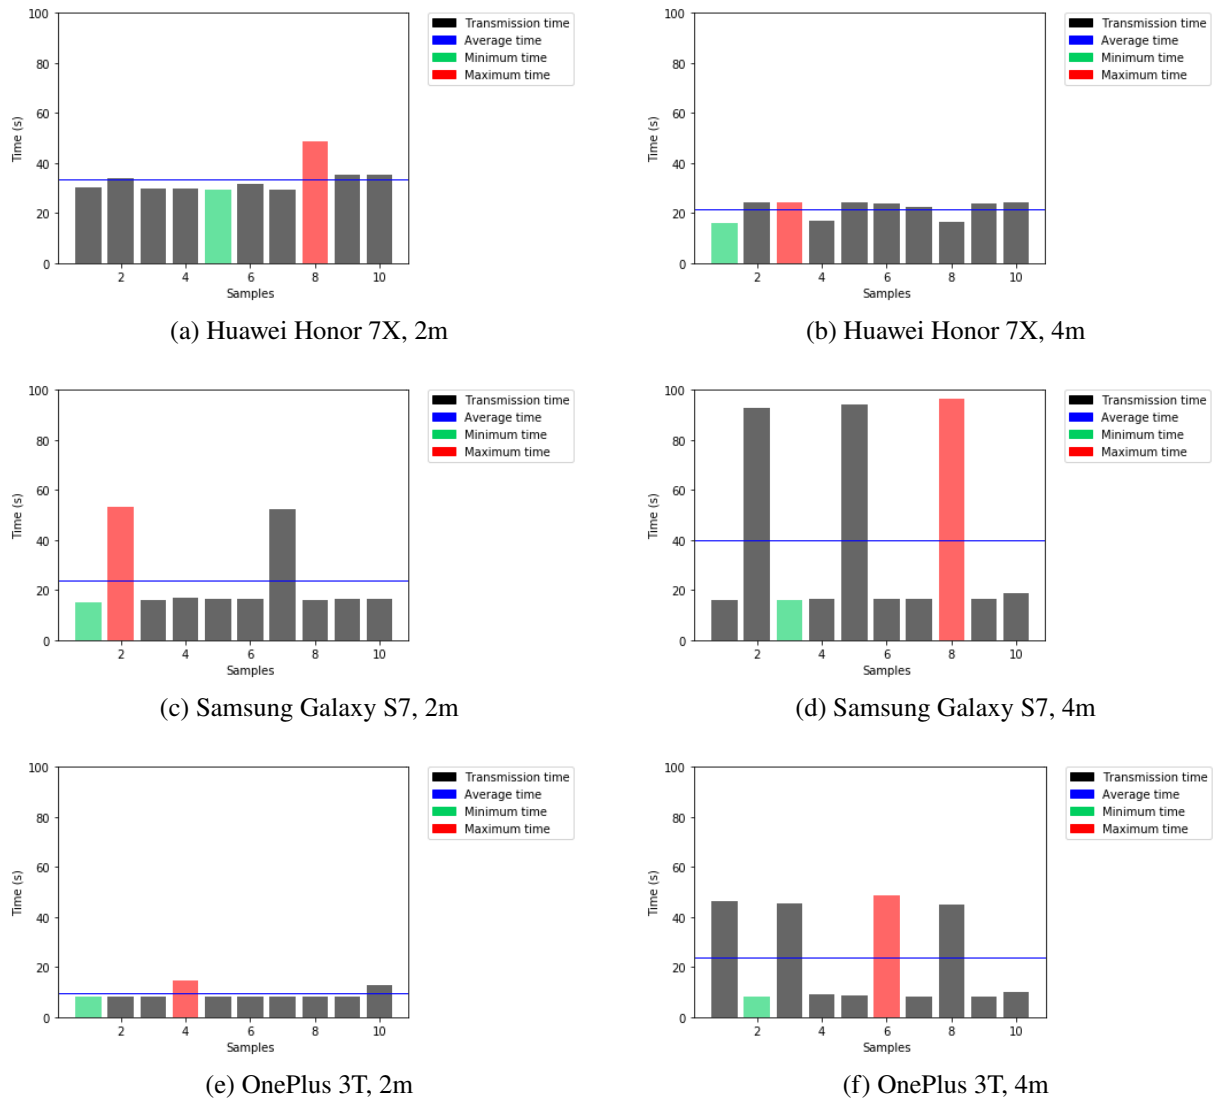 100
80
60
40
20
0
Time (s)
2 4 6 8 10
Samples
Transmission time
Average time
Minimum time
Maximum time
(a) Huawei Honor 7X, 2m
100
80
60
40
20
0
Time (s)
2 4 6 8 10
Samples
Transmission time
Average time
Minimum time
Maximum time
(b) Huawei Honor 7X, 4m
100
80
60
40
20
0
Time (s)
2 4 6 8 10
Samples
Transmission time
Average time
Minimum time
Maximum time
(c) Samsung Galaxy S7, 2m
100
80
60
40
20
0
Time (s)
2 4 6 8 10
Samples
Transmission time
Average time
Minimum time
Maximum time
(d) Samsung Galaxy S7, 4m
100
80
60
40
20
0
Time (s)
2 4 6 8 10
Samples
Transmission time
Average time
Minimum time
Maximum time
(e) OnePlus 3T, 2m
100
80
60
40
20
0
Time (s)
2 4 6 8 10
Samples
Transmission time
Average time
Minimum time
Maximum time
(f) OnePlus 3T, 4m